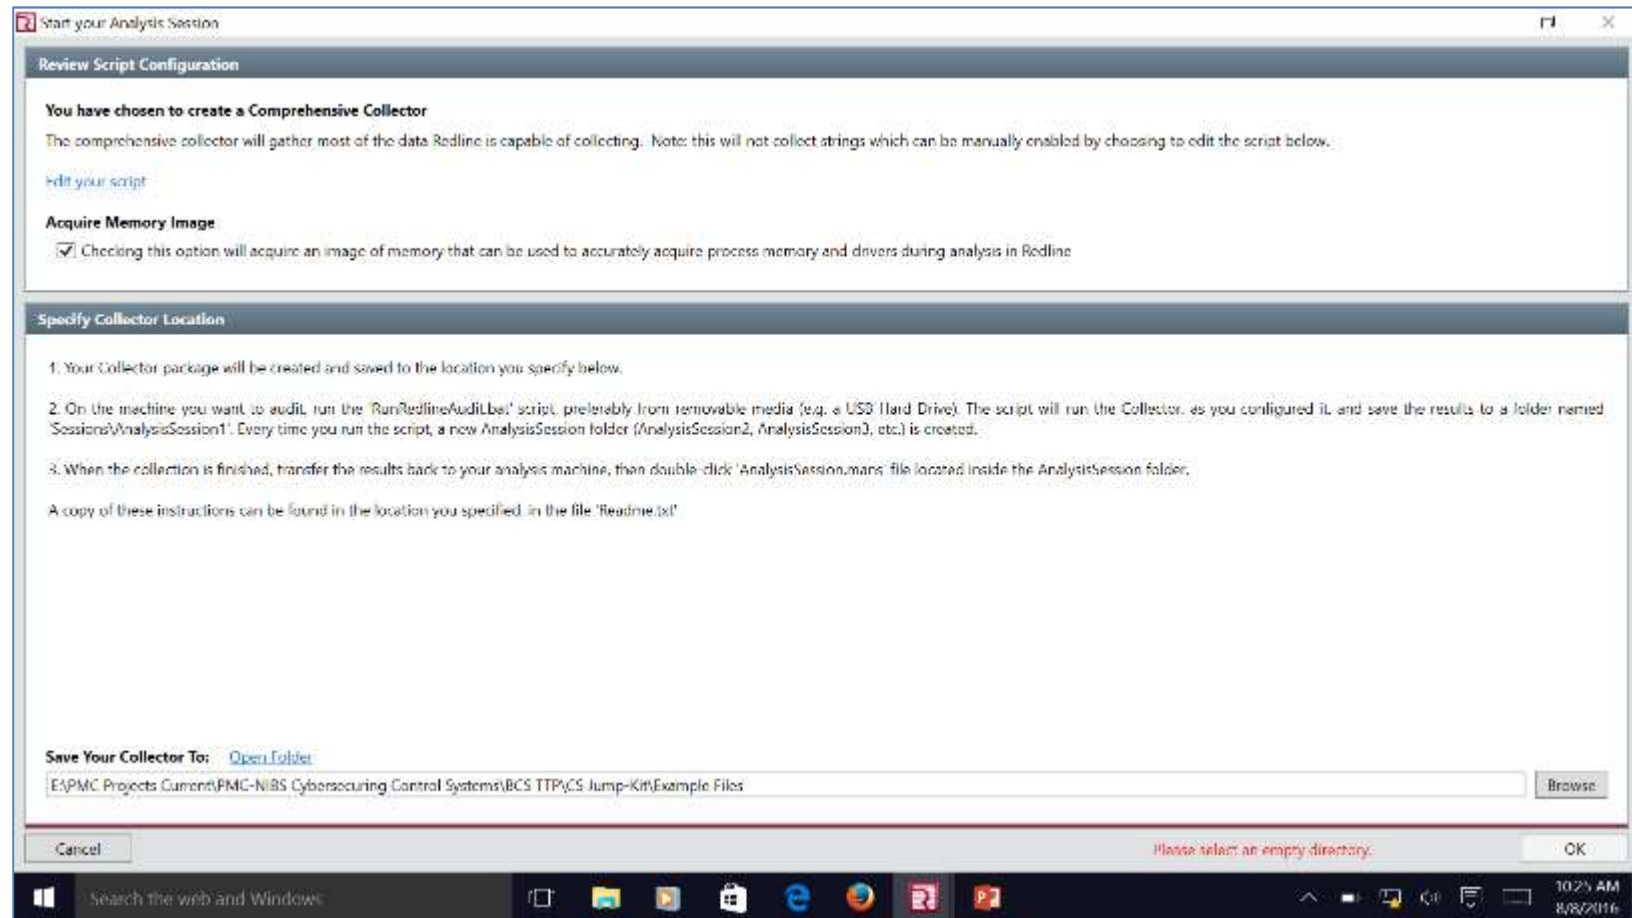 Start your Analysis Session
Review Script Configuration
You have chosen to create a Comprehensive Collector
The comprehensive collector will gather most of the data Redline is capable of collecting. Note: this will not collect strings which can be manually enabled by choosing to edit the script below.
Edit your script
Acquire Memory Image
Checking this option will acquire an image of memory that can be used to accurately acquire process memory and drivers during analysis in Redline
Specify Collector Location
1. Your Collector package will be created and saved to the location you specify below.
2. On the machine you want to audit, run the 'RunRedlineAudit.bat' script, preferably from removable media (e.g. a USB Hard Drive). The script will run the Collector, as you configured it, and save the results to a folder named
'Sessions\AnalysisSession1'. Every time you run the script, a new AnalysisSession folder (AnalysisSession2, AnalysisSession3, etc.) is created.
3. When the collection is finished, transfer the results back to your analysis machine, then double-click 'AnalysisSession.mans' file located inside the AnalysisSession folder.
A copy of these instructions can be found in the location you specified, in the file 'Readme.txt'
Save Your Collector To: Open Folder
E:\PMC Projects Current\PMC-NIBS Cybersecuring Control Systems\BCS TTP\CS Jump-Kit\Example Files
Browse
Cancel
Please select an empty directory.
OK
Search the web and Windows
10:25 AM
8/8/2016